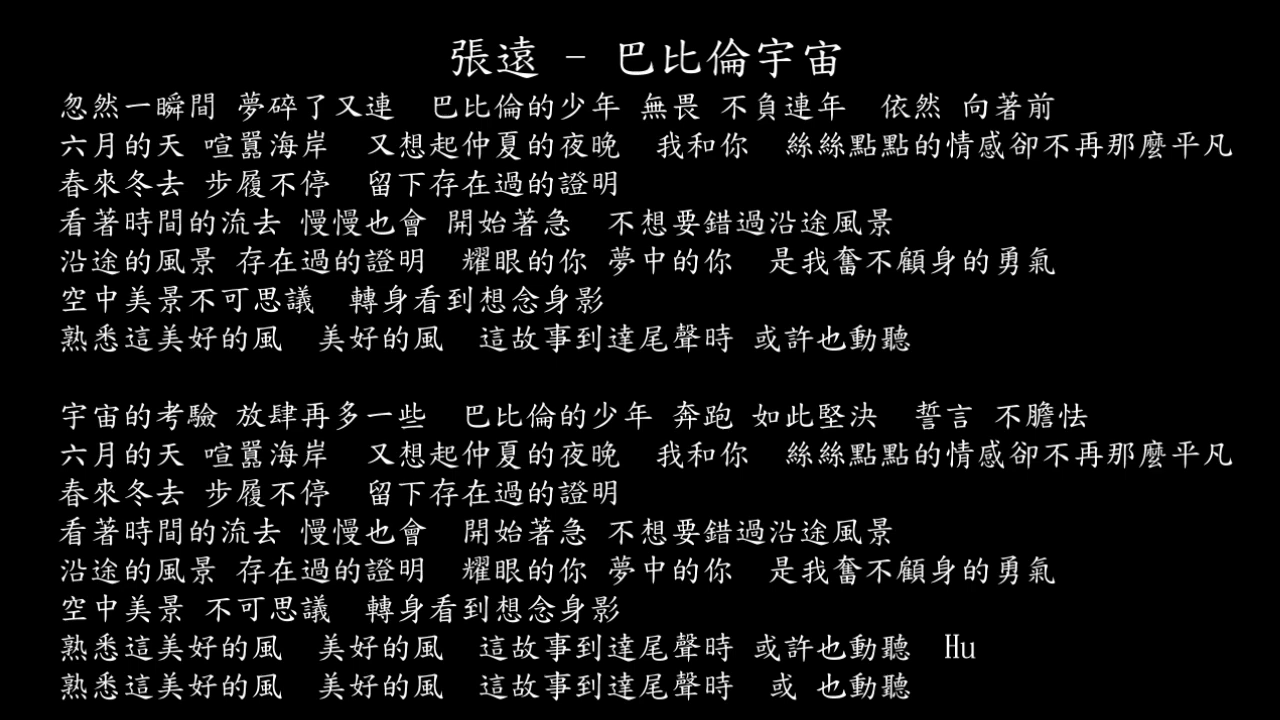 張遠 - 巴比倫宇宙
忽然一瞬間 夢碎了又連　巴比倫的少年 無畏 不負連年　依然 向著前
六月的天 喧囂海岸　又想起仲夏的夜晚　我和你　絲絲點點的情感卻不再那麼平凡
春來冬去 步履不停　留下存在過的證明
看著時間的流去 慢慢也會 開始著急　不想要錯過沿途風景
沿途的風景 存在過的證明　耀眼的你 夢中的你　是我奮不顧身的勇氣
空中美景不可思議　轉身看到想念身影
熟悉這美好的風　美好的風　這故事到達尾聲時 或許也動聽
宇宙的考驗 放肆再多一些　巴比倫的少年 奔跑 如此堅決　誓言 不膽怯
六月的天 喧囂海岸　又想起仲夏的夜晚　我和你　絲絲點點的情感卻不再那麼平凡
春來冬去 步履不停　留下存在過的證明
看著時間的流去 慢慢也會　開始著急 不想要錯過沿途風景
沿途的風景 存在過的證明　耀眼的你 夢中的你　是我奮不顧身的勇氣
空中美景 不可思議　轉身看到想念身影
熟悉這美好的風　美好的風　這故事到達尾聲時 或許也動聽　Hu
熟悉這美好的風　美好的風　這故事到達尾聲時　或 也動聽